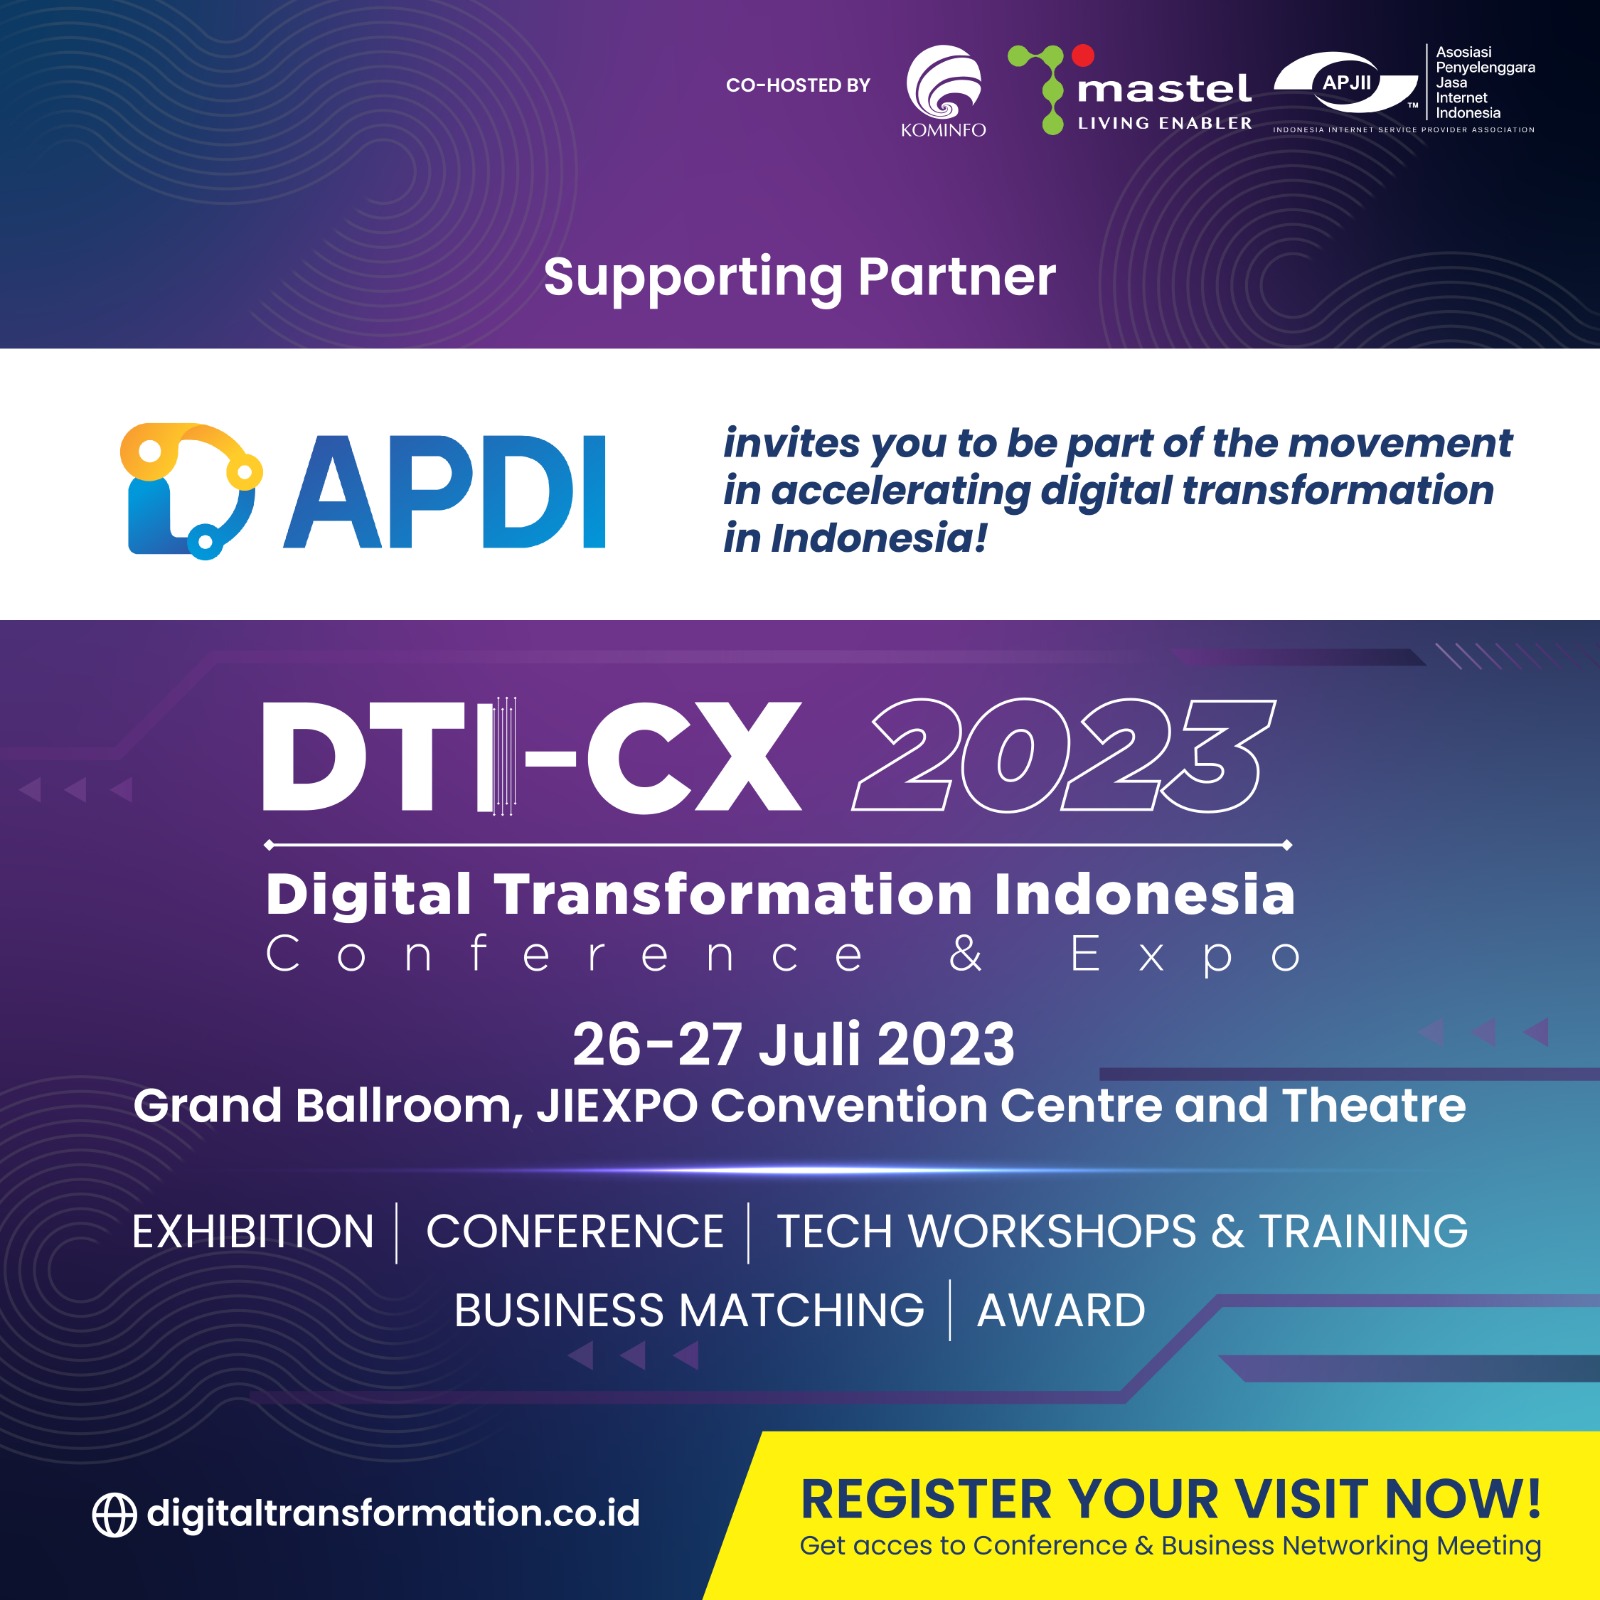 CO-HOSTED BY
KOMINFO
mastel
LIVING ENABLER
APJII
TM
Asosiasi
Penyelenggara
Jasa
Internet
Indonesia
INDONESIA INTERNET SERVICE PROVIDER ASSOCIATION
Supporting Partner
APDI
invites you to be part of the movement
in accelerating digital transformation
in Indonesia!
DTI-CX 2023
Digital Transformation Indonesia
Conference & Expo
26-27 Juli 2023
Grand Ballroom, JIEXPO Convention Centre and Theatre
EXHIBITION | CONFERENCE | TECH WORKSHOPS & TRAINING
BUSINESS MATCHING | AWARD
digitaltransformation.co.id
REGISTER YOUR VISIT NOW!
Get acces to Conference & Business Networking Meeting